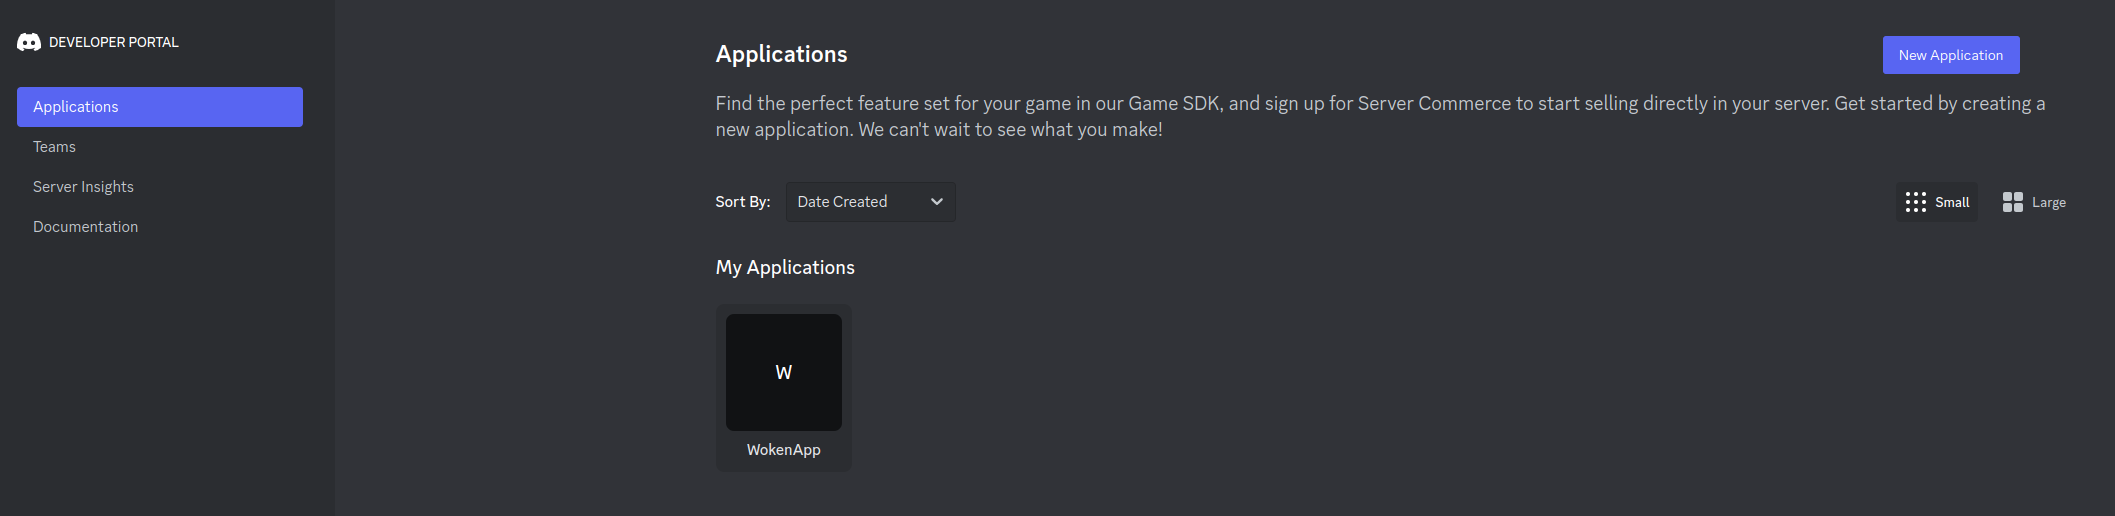 DEVELOPER PORTAL
Applications
Teams
Server Insights
Documentation
Applications
New Application
Find the perfect feature set for your game in our Game SDK, and sign up for Server Commerce to start selling directly in your server. Get started by creating a
new application. We can't wait to see what you make!
Sort By: Date Created
Small Large
My Applications
W
WokenApp